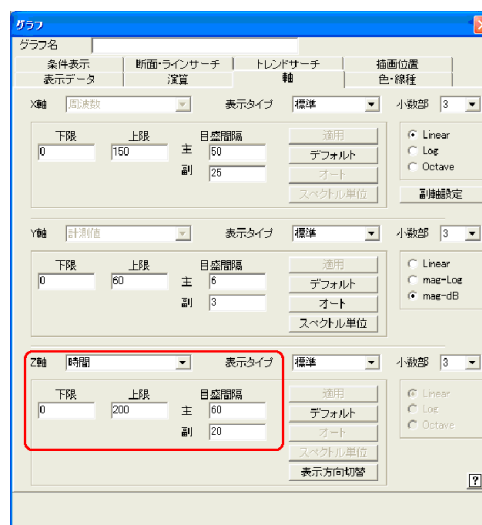 グラフ
グラフ名
条件表示 断面・ラインサーチ トレンドサーチ 描画位置
表示データ 演算 軸 色・線種
X軸 周波数 表示タイプ 標準 小数部 3
下限 上限 目盛間隔 適用 Linear
0 150 主 50 デフォルト Log
副 25 オート Octave
スペクトル単位 副軸設定
Y軸 計測値 表示タイプ 標準 小数部 3
下限 上限 目盛間隔 適用 Linear
0 60 主 6 デフォルト mag-Log
副 3 オート mag-dB
スペクトル単位
Z軸 時間 表示タイプ 標準 小数部 3
下限 上限 目盛間隔 適用 Linear
0 200 主 60 デフォルト Log
副 20 オート Octave
スペクトル単位
表示方向切替
?